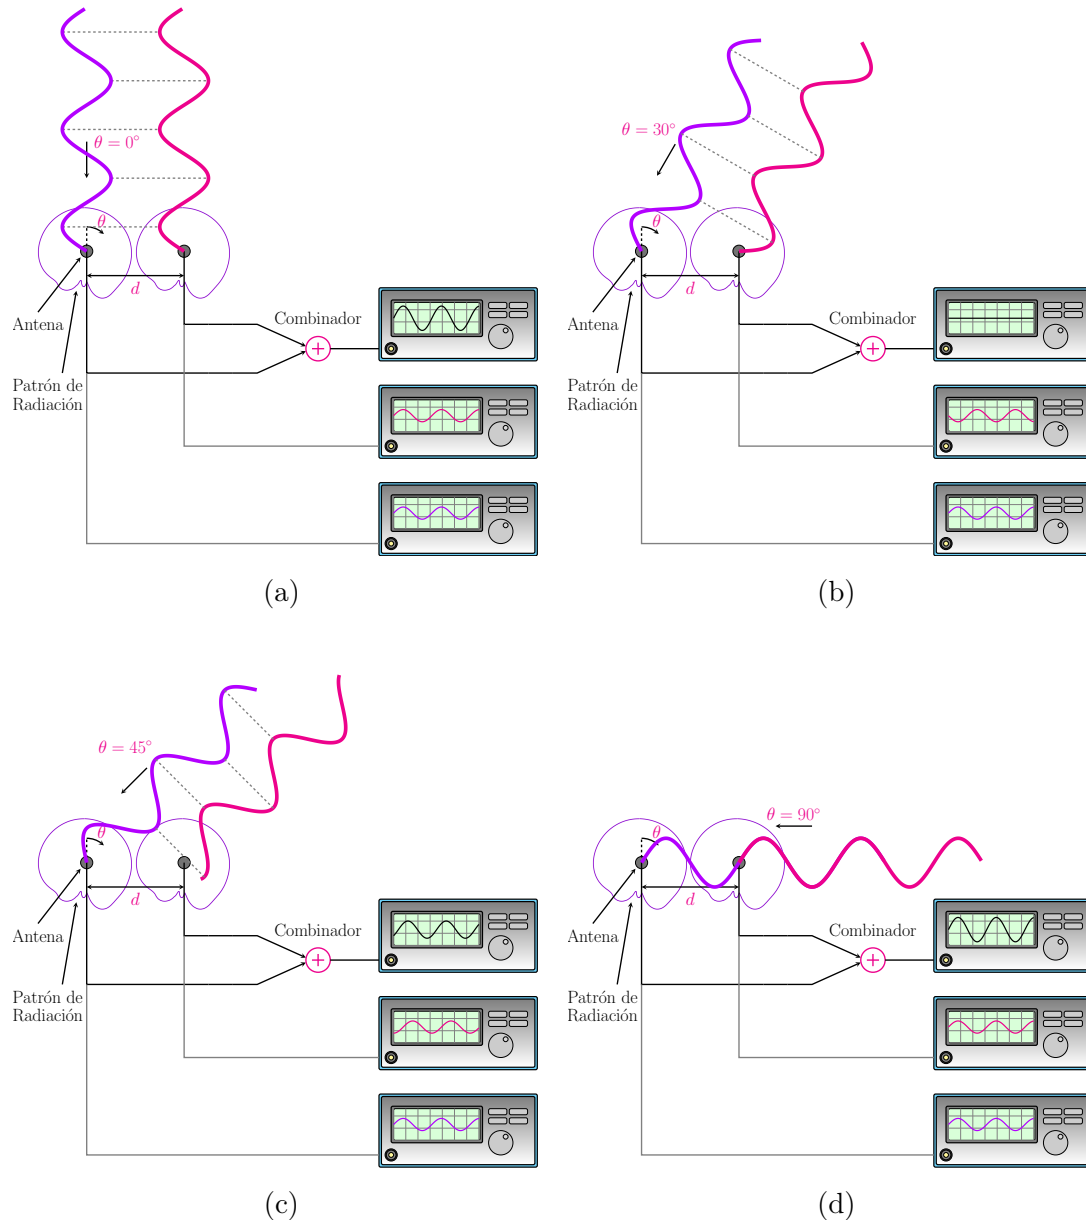 θ = 0°
θ
d
Antena
Combinador
+
Patrón de
Radiación
(a)
θ = 30°
θ
d
Antena
Combinador
+
Patrón de
Radiación
(b)
θ = 45°
θ
d
Antena
Combinador
+
Patrón de
Radiación
(c)
θ = 90°
θ
d
Antena
Combinador
+
Patrón de
Radiación
(d)